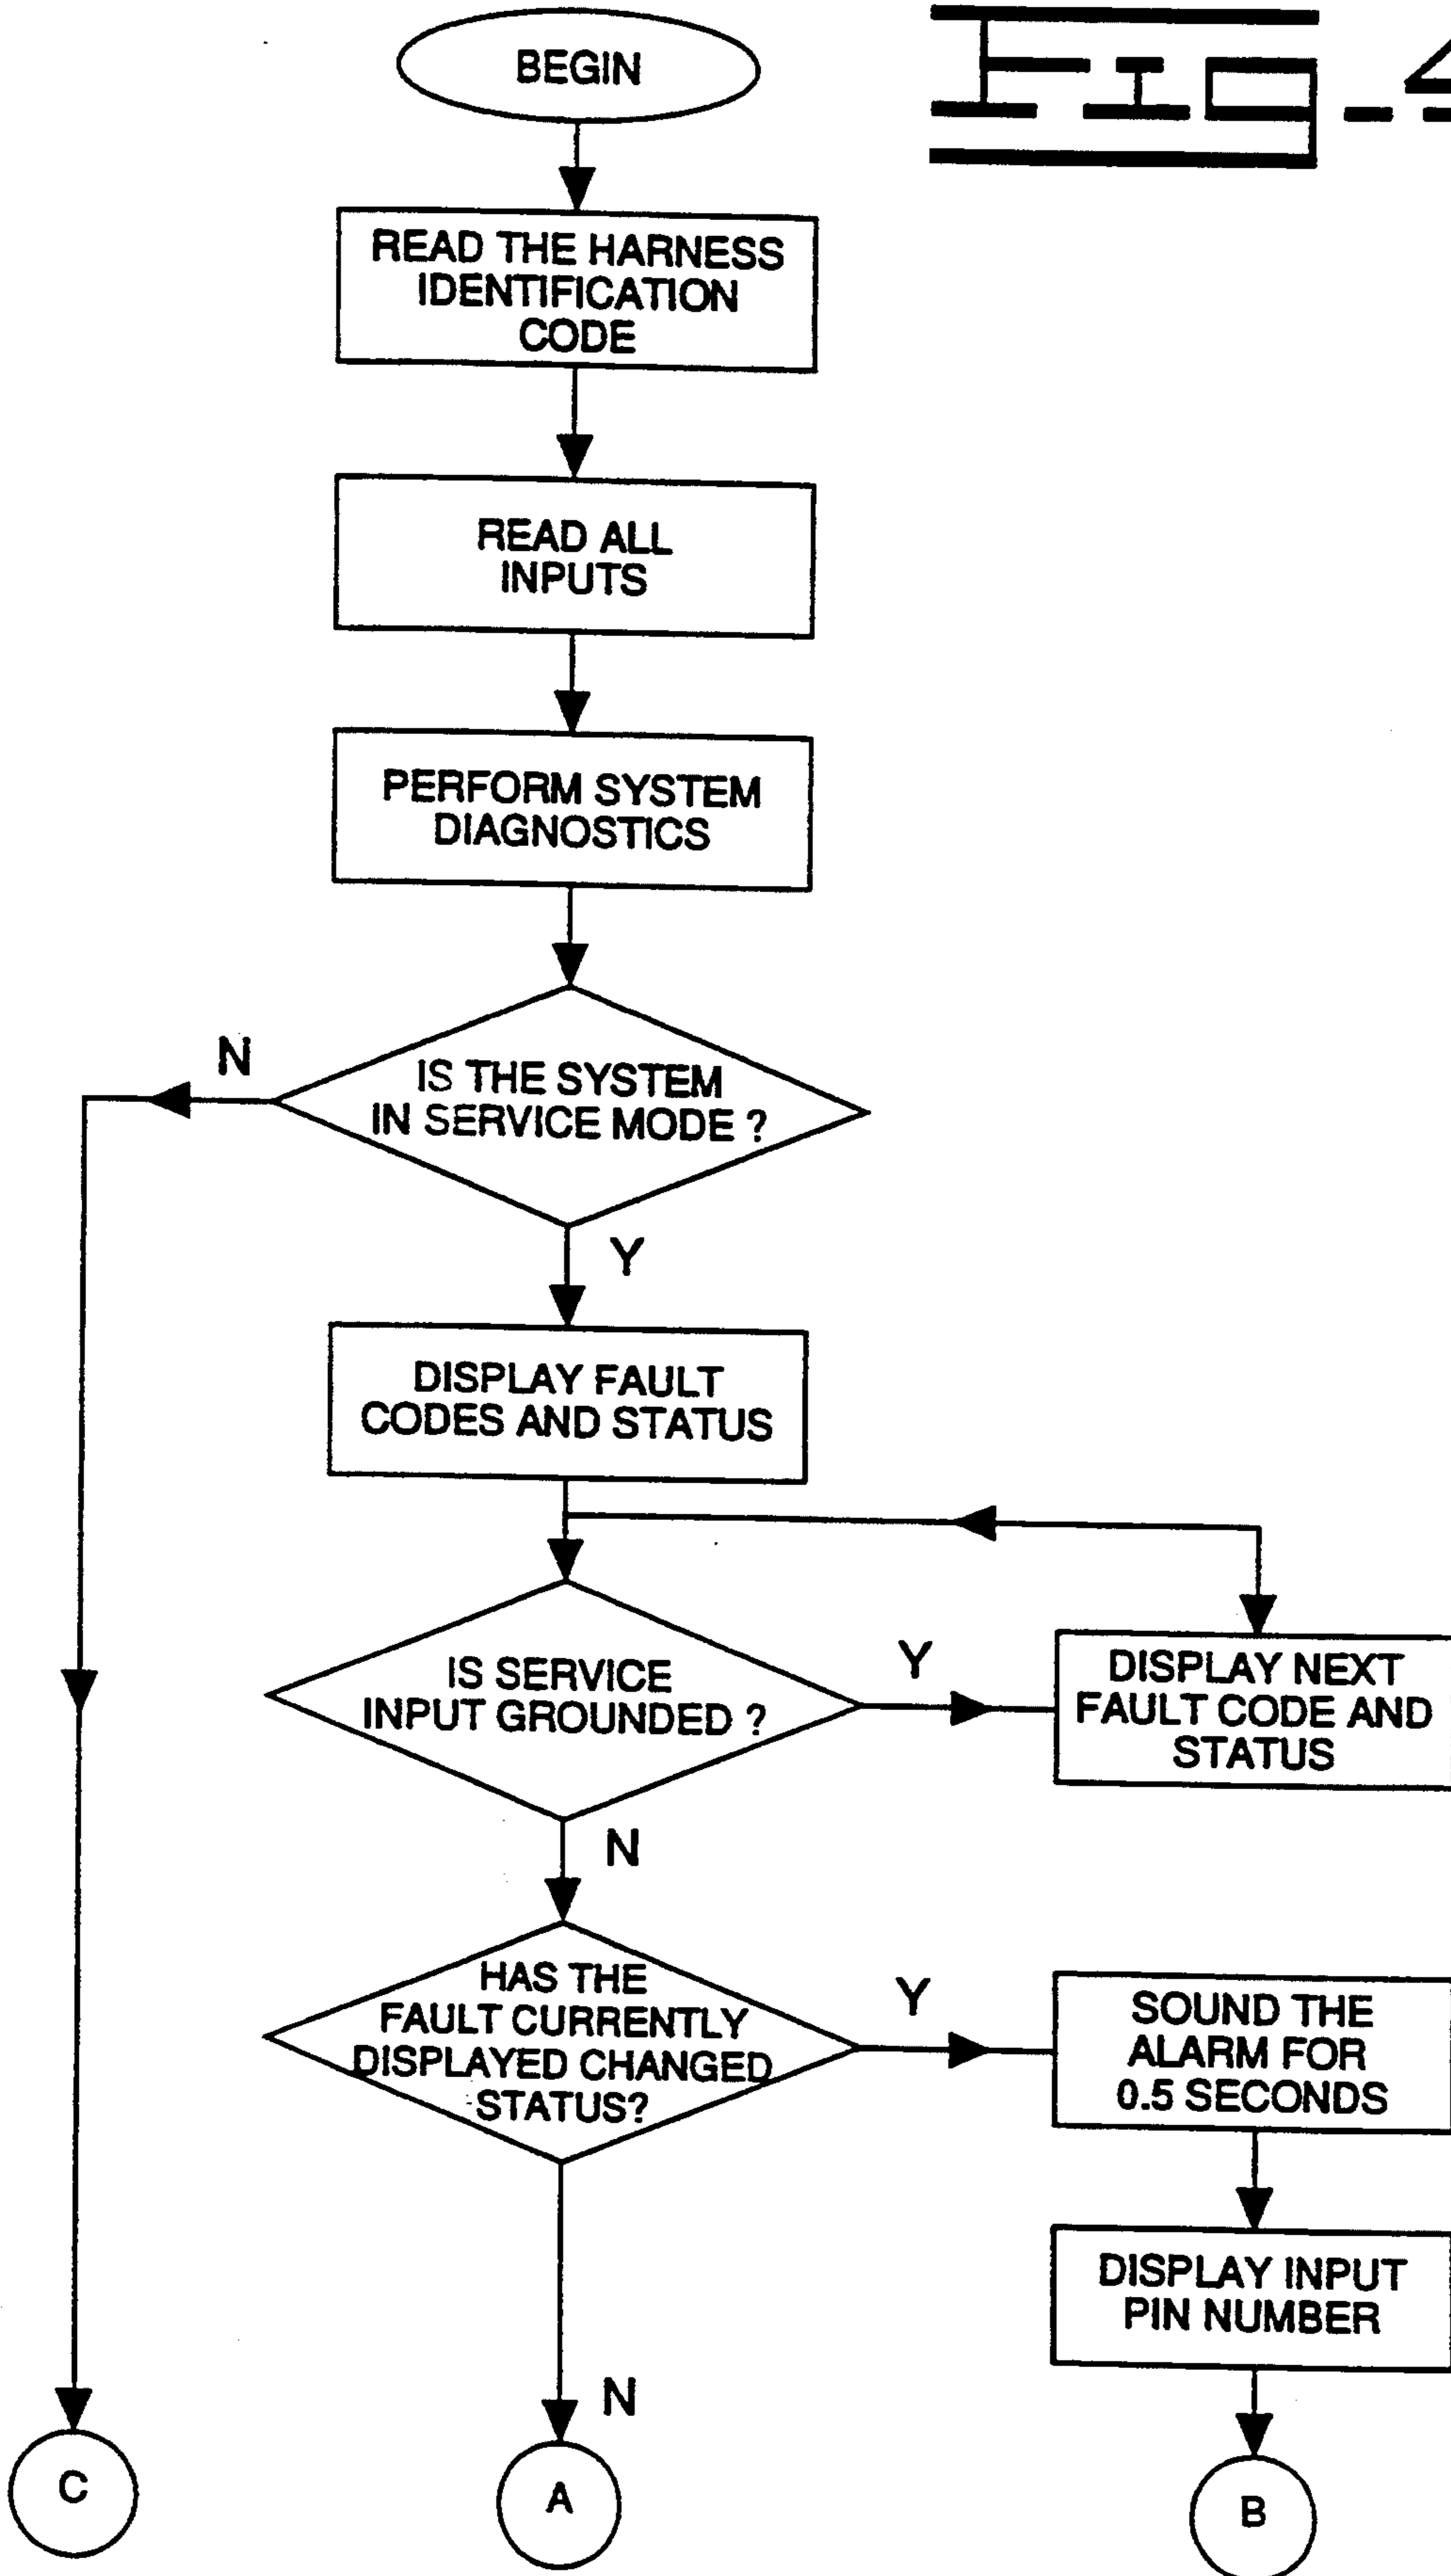 BEGIN
READ THE HARNESS
IDENTIFICATION
CODE
READ ALL
INPUTS
PERFORM SYSTEM
DIAGNOSTICS
N
IS THE SYSTEM
IN SERVICE MODE ?
Y
DISPLAY FAULT
CODES AND STATUS
IS SERVICE
INPUT GROUNDED ?
Y
DISPLAY NEXT
FAULT CODE AND
STATUS
N
HAS THE
FAULT CURRENTLY
DISPLAYED CHANGED
STATUS?
Y
SOUND THE
ALARM FOR
0.5 SECONDS
DISPLAY INPUT
PIN NUMBER
N
C
A
B